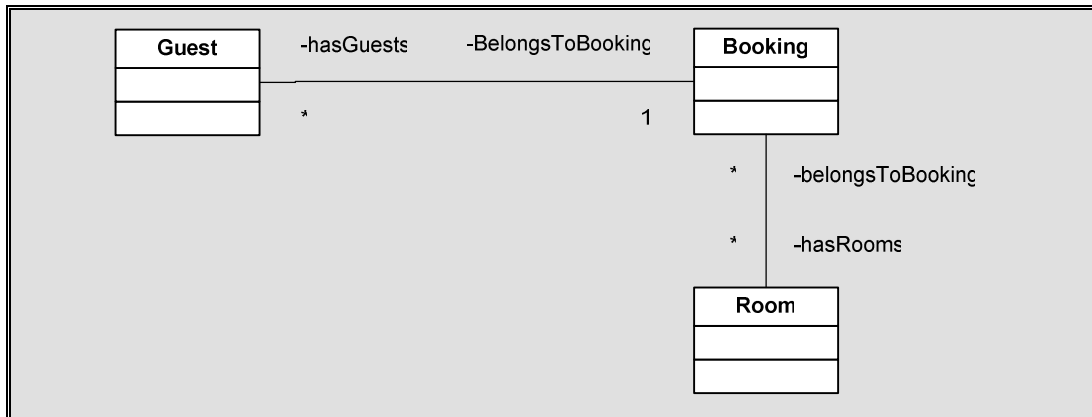 Guest
-hasGuests
-BelongsToBooking
Booking
*
1
*
-belongsToBooking
*
-hasRooms
Room